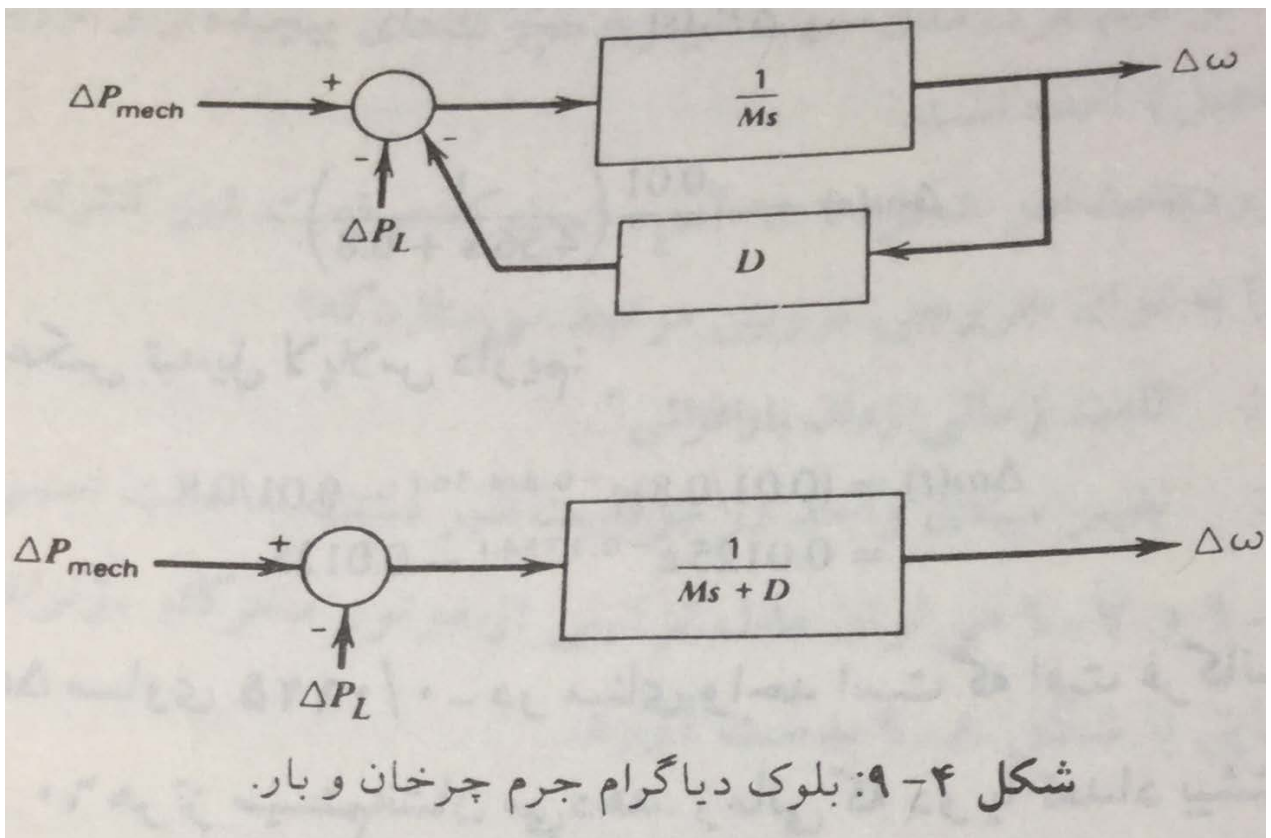 ΔP_mech
+
-
-
ΔP_L
1/Ms
Δω
D
ΔP_mech
+
-
ΔP_L
1/(Ms + D)
Δω
شکل ۴-۹: بلوک دیاگرام جرم چرخان و بار.